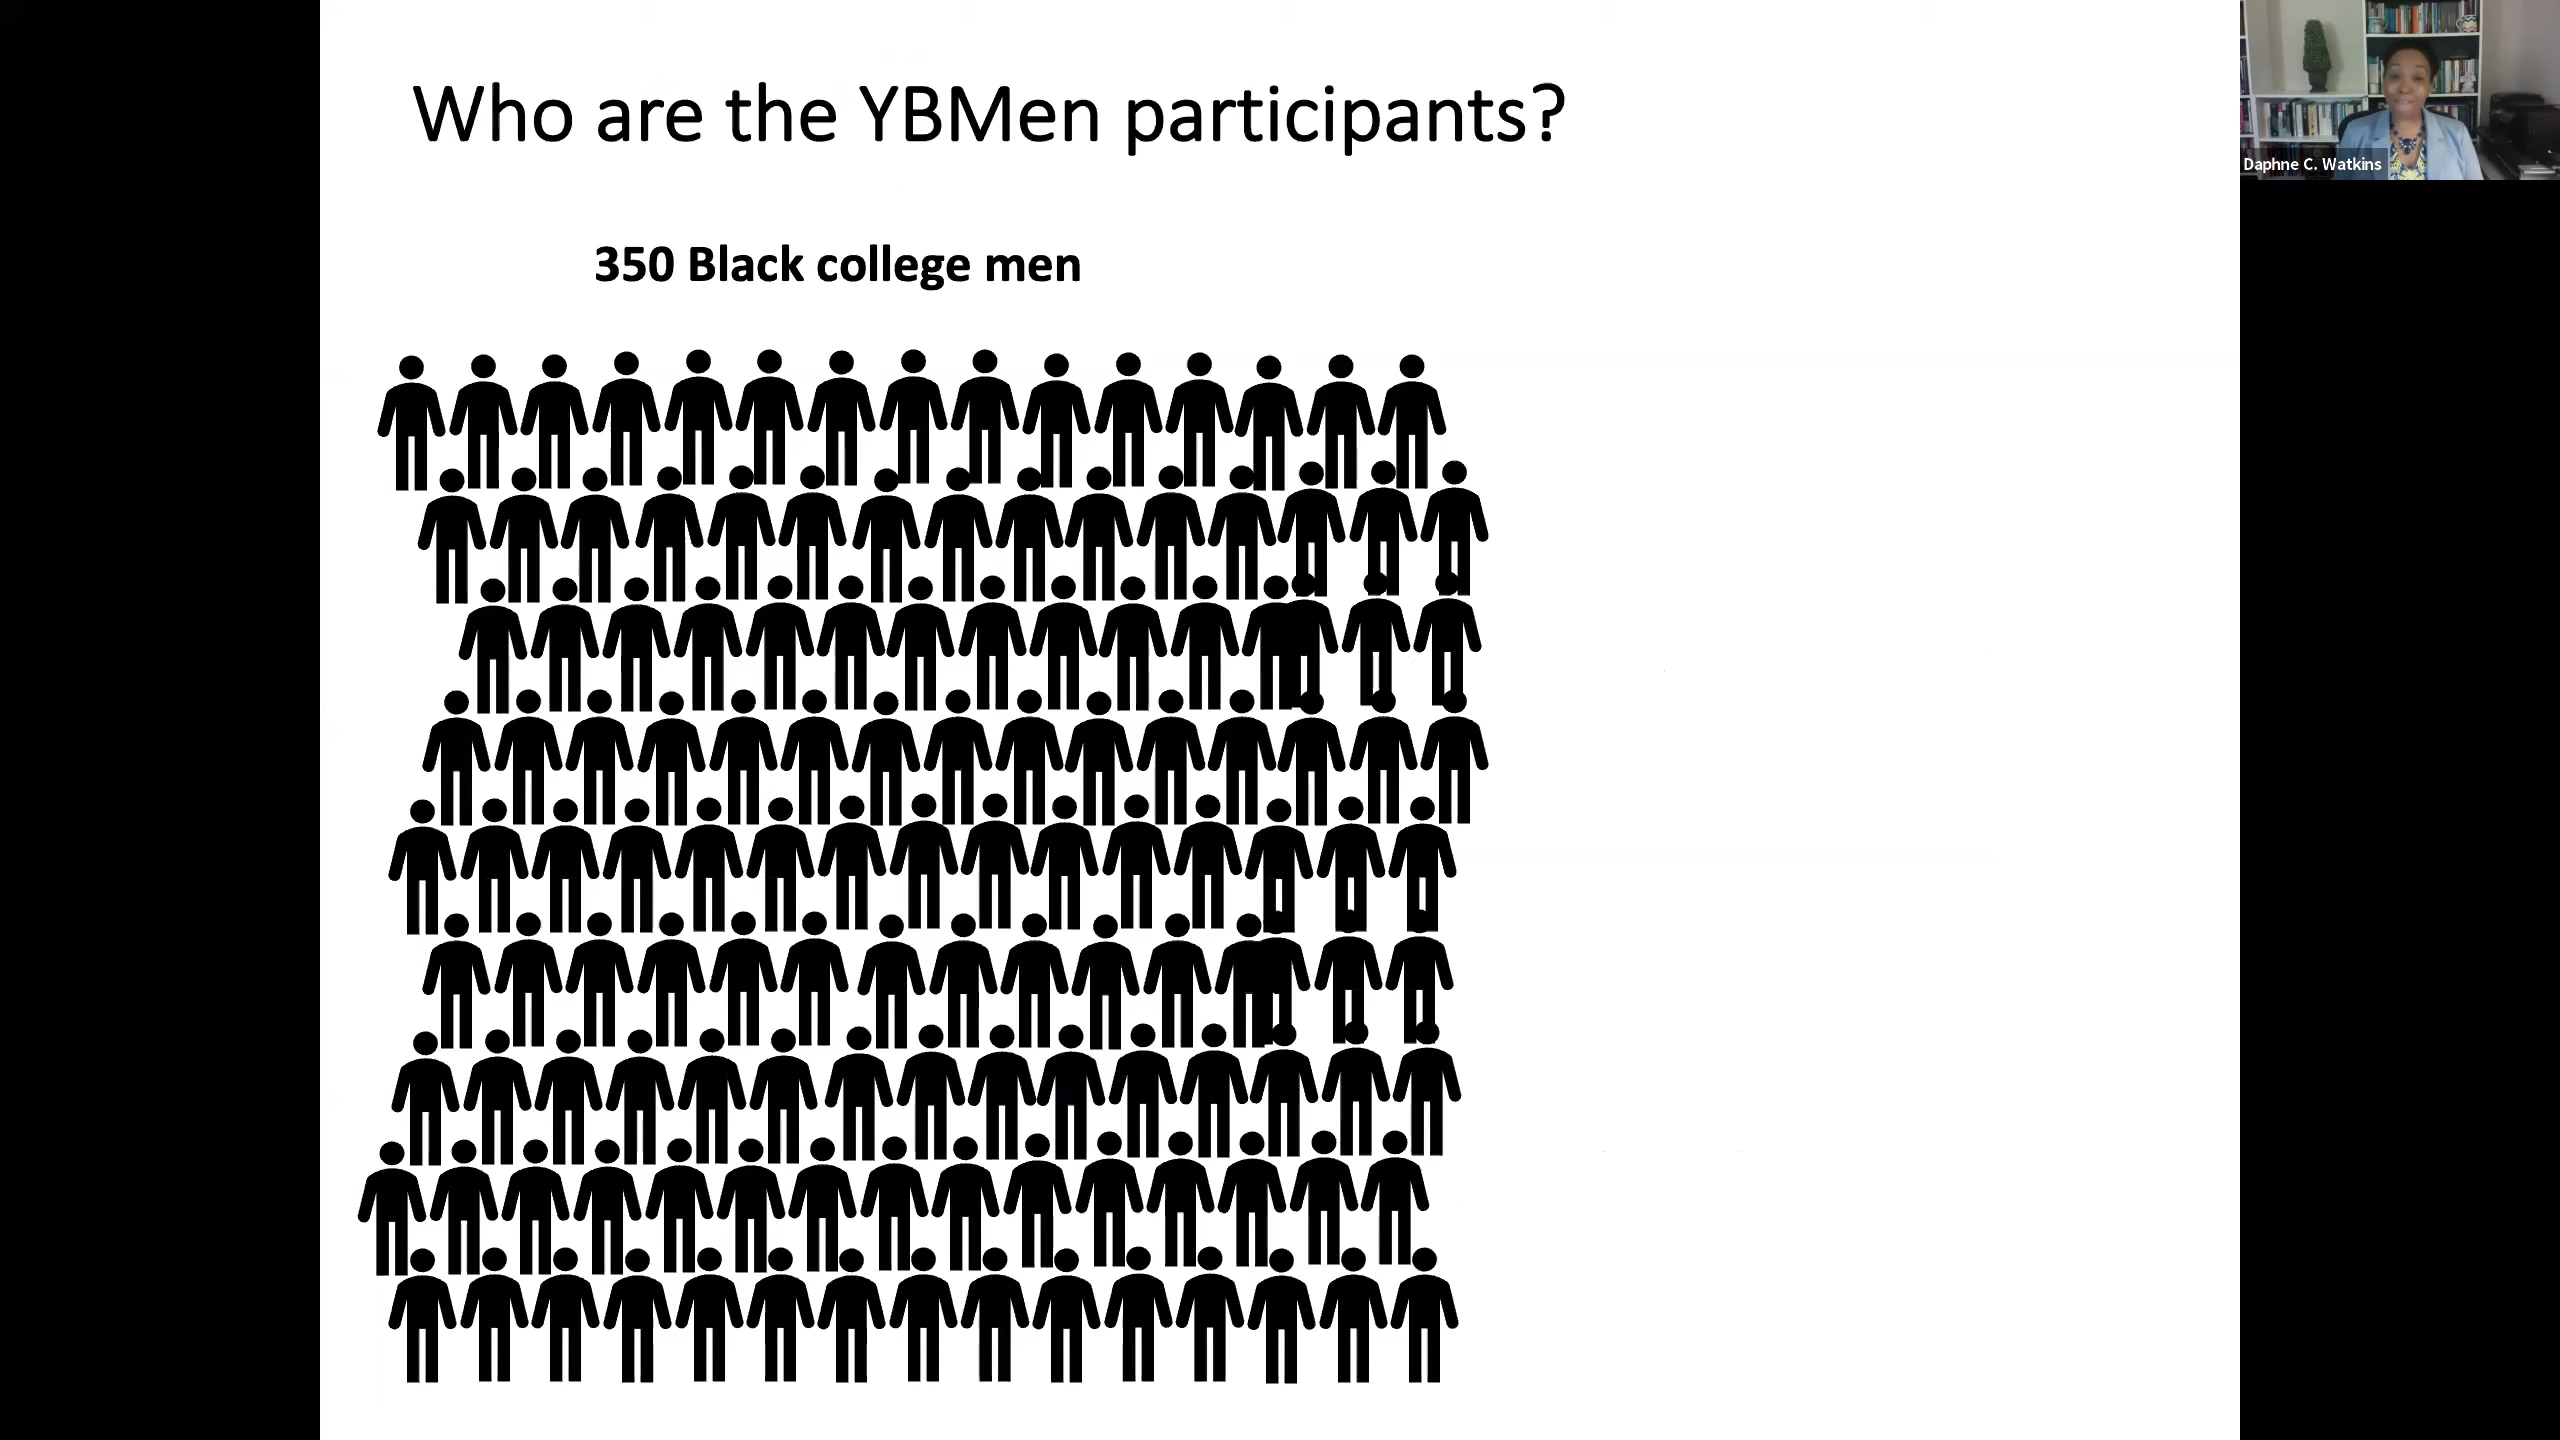 Who are the YBMen participants?
Daphne C. Watkins
350 Black college men